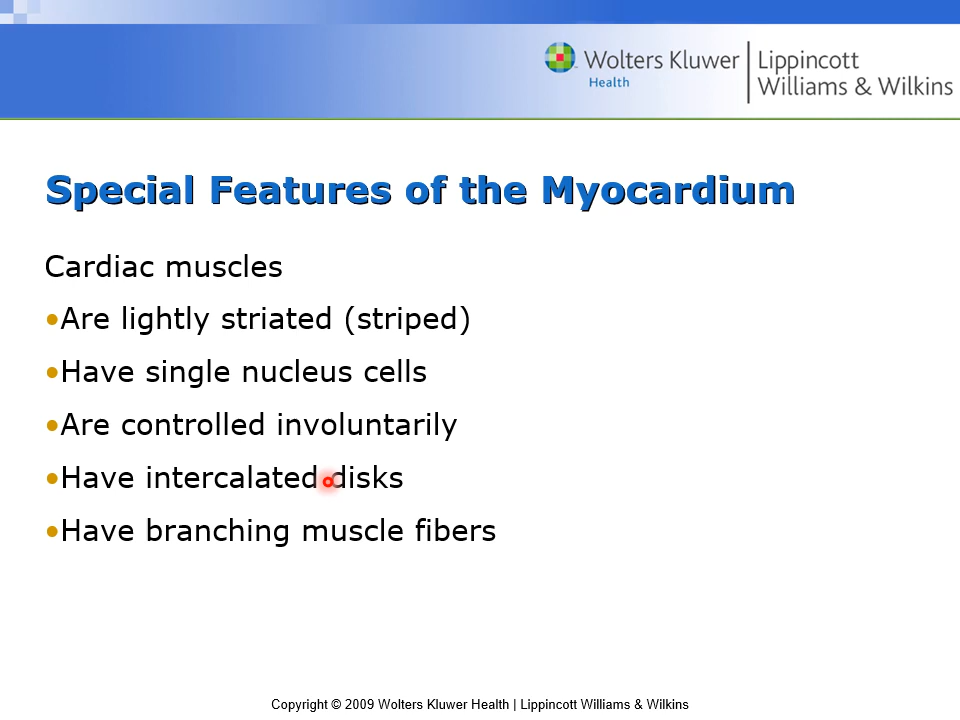 Wolters Kluwer
Health
Lippincott
Williams & Wilkins
Special Features of the Myocardium
Cardiac muscles
•Are lightly striated (striped)
•Have single nucleus cells
•Are controlled involuntarily
•Have intercalated disks
•Have branching muscle fibers
Copyright © 2009 Wolters Kluwer Health | Lippincott Williams & Wilkins